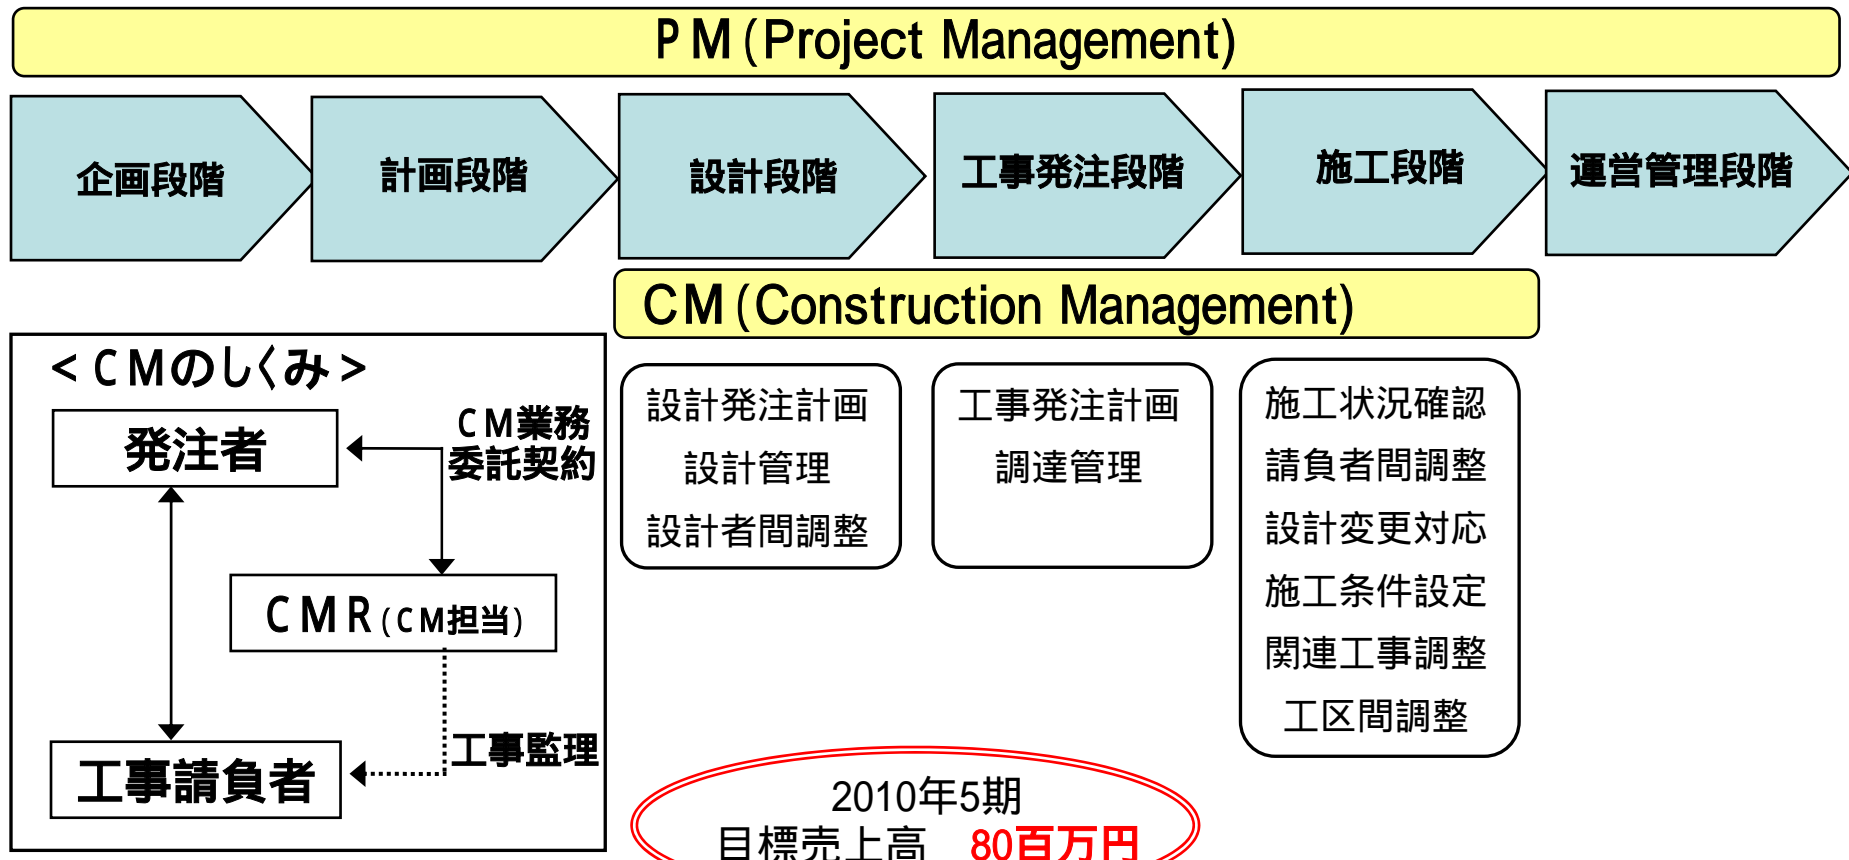 PM(Project Management)
企画段階
計画段階
設計段階
工事発注段階
施工段階
運営管理段階
CM(Construction Management)
<CMのしくみ>
発注者
CM業務
委託契約
CMR(CM担当)
工事監理
工事請負者
設計発注計画
設計管理
設計者間調整
工事発注計画
調達管理
施工状況確認
請負者間調整
設計変更対応
施工条件設定
関連工事調整
工区間調整
2010年5期
目標売上高 80百万円